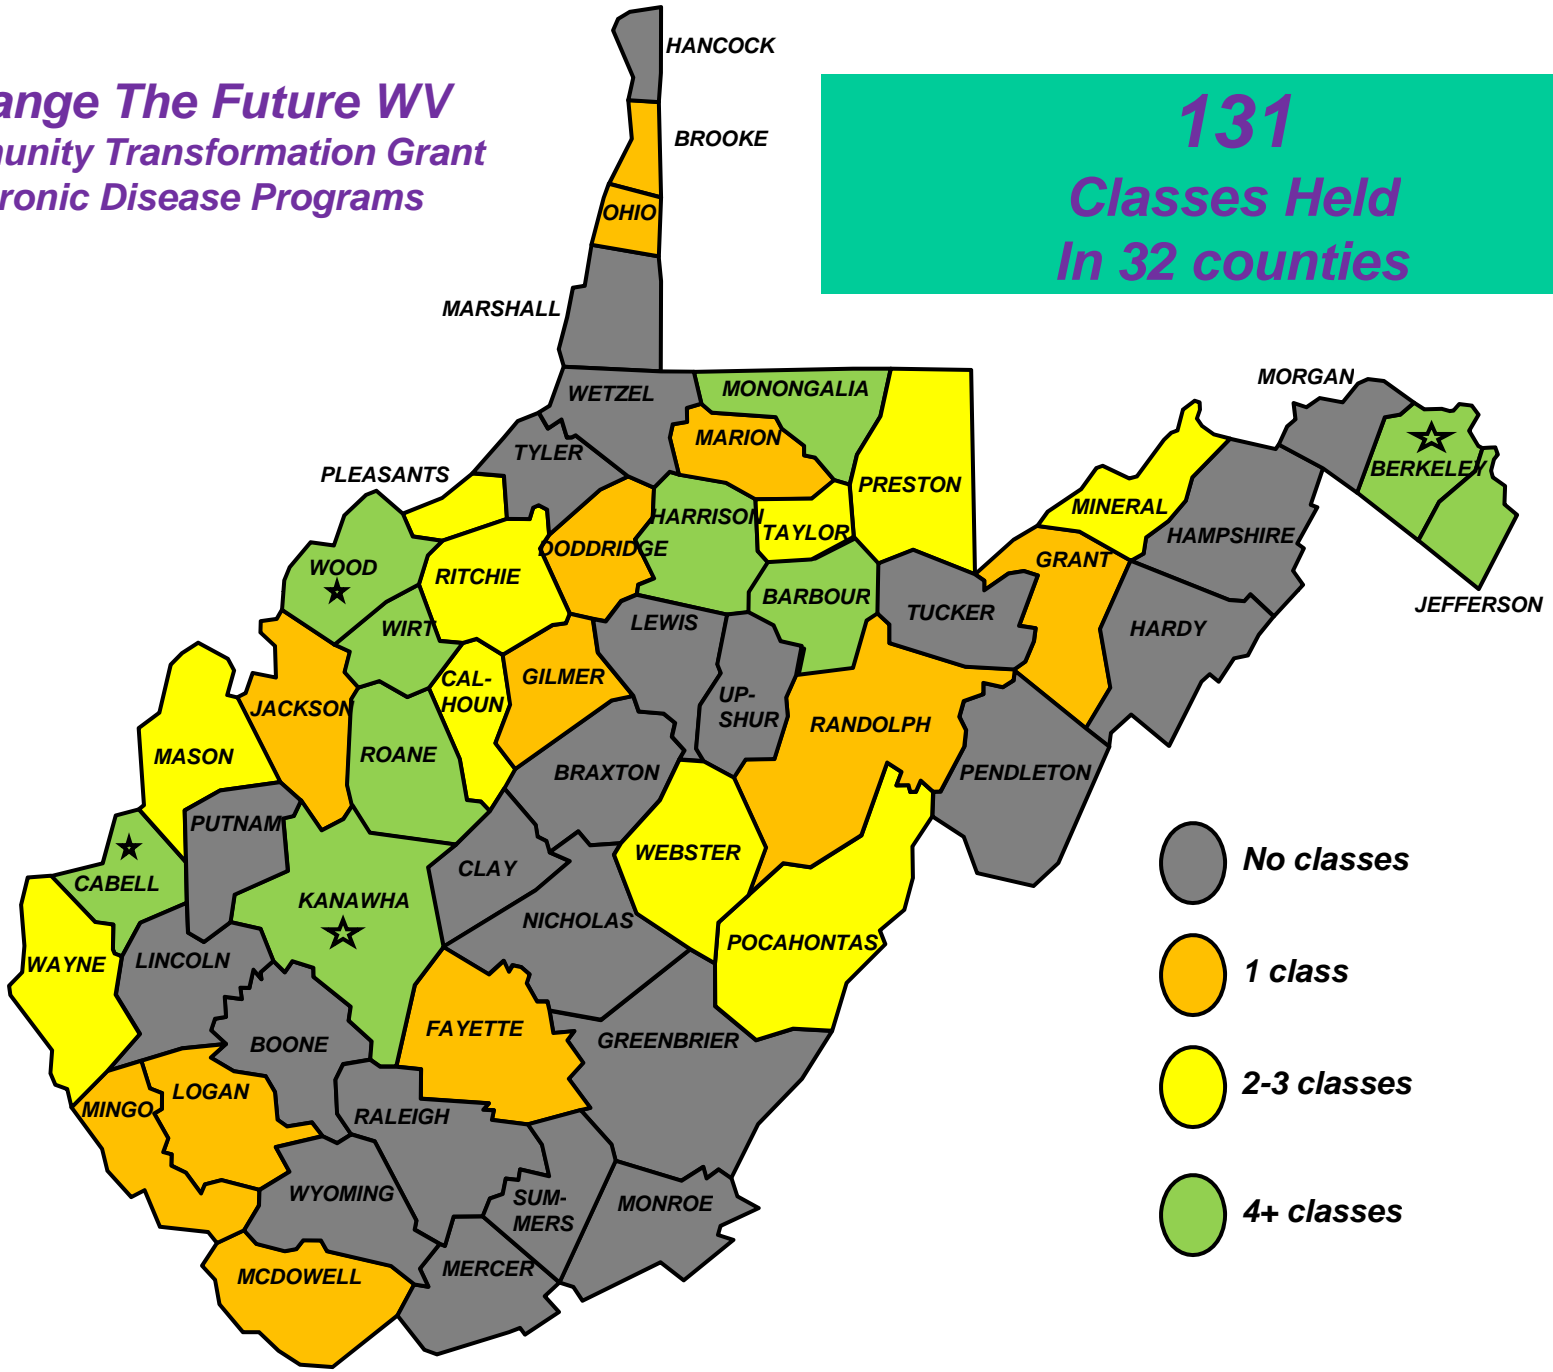 ange The Future WV
unity Transformation Grant
ronic Disease Programs
131
Classes Held
In 32 counties
HANCOCK
BROOKE
OHIO
MARSHALL
WETZEL
MONONGALIA
MORGAN
MARION
TYLER
PLEASANTS
BERKELEY
PRESTON
MINERAL
HARRISON
TAYLOR
HAMPSHIRE
DODDRIDGE
GRANT
WOOD
RITCHIE
BARBOUR
JEFFERSON
TUCKER
LEWIS
WIRT
HARDY
GILMER
CAL-
HOUN
UP-
SHUR
JACKSON
RANDOLPH
MASON
ROANE
BRAXTON
PENDLETON
PUTNAM
WEBSTER
No classes
CLAY
CABELL
KANAWHA
NICHOLAS
POCAHONTAS
WAYNE
LINCOLN
1 class
FAYETTE
GREENBRIER
BOONE
2-3 classes
LOGAN
MINGO
RALEIGH
WYOMING
SUM-
MERS
MONROE
4+ classes
MERCER
MCDOWELL